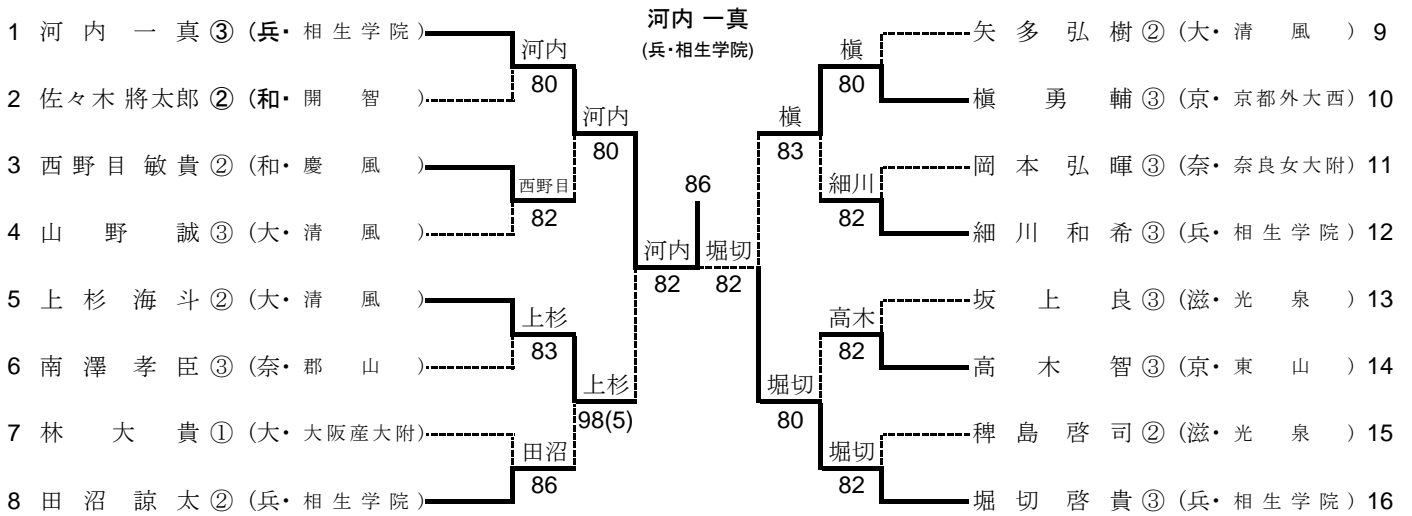 河内 一真
(兵・相生学院)
1 河内一真③ (兵・相生学院)
河内
80
2 佐々木 將太郎② (和・開智)
河内
80
3 西野目敏貴② (和・慶風)
西野目
82
4 山野誠③ (大・清風)
河内
82
5 上杉海斗② (大・清風)
上杉
83
6 南澤孝臣③ (奈・郡山)
上杉
98(5)
7 林大貴① (大・大阪産大附)
田沼
86
8 田沼諒太② (兵・相生学院)
86
矢多弘樹② (大・清風) 9
槇
80
槇勇輔③ (京・京都外大西) 10
槇
83
岡本弘暉③ (奈・奈良女大附) 11
細川
82
細川和希③ (兵・相生学院) 12
堀切
82
坂上良③ (滋・光泉) 13
高木
82
高木智③ (京・東山) 14
堀切
80
稗島啓司② (滋・光泉) 15
堀切
82
堀切啓貴③ (兵・相生学院) 16